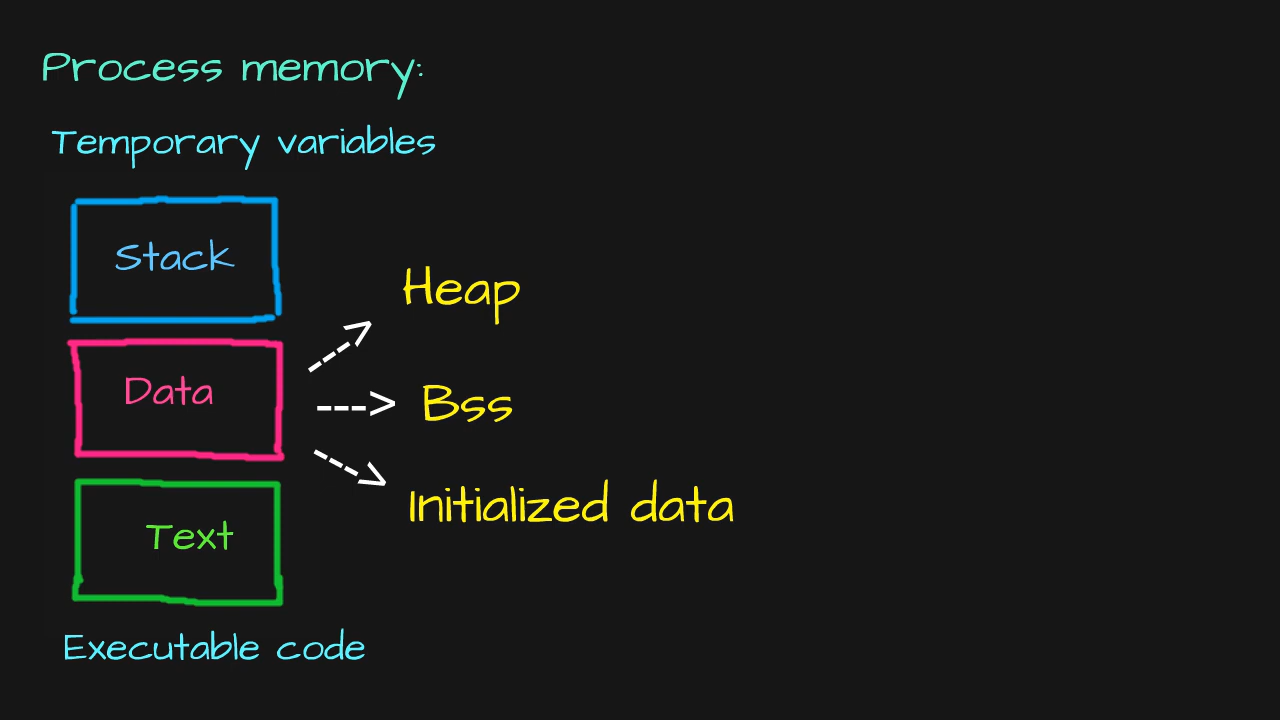 Process memory:
Temporary variables
Stack
Heap
Data
Bss
Initialized data
Text
Executable code